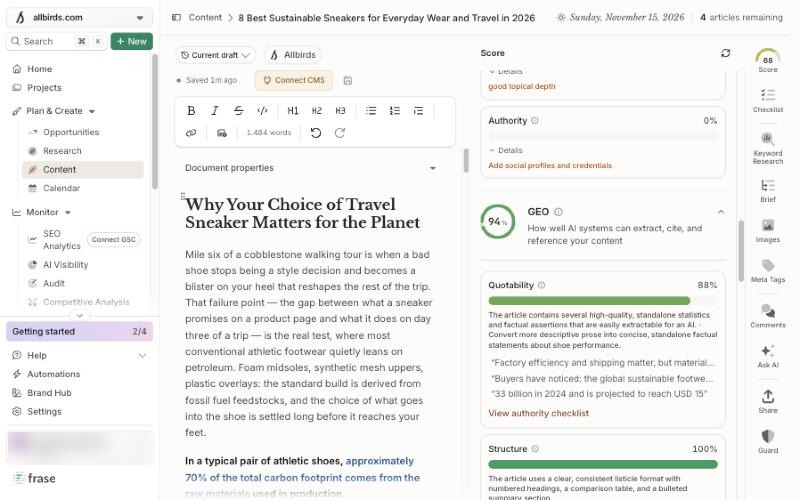 allbirds.com
Content > 8 Best Sustainable Sneakers for Everyday Wear and Travel in 2026
Sunday, November 15, 2026
4 articles remaining
Search ⌘ K
+ New
Home
Projects
Plan & Create
Opportunities
Research
Content
Calendar
Monitor
SEO Analytics
Connect GSC
AI Visibility
Audit
Competitive Analysis
Getting started 2/4
Help
Automations
Brand Hub
Settings
frase
Current draft
Allbirds
Saved 1m ago
Connect CMS
B I S </> H1 H2 H3
1,484 words
Document properties
Why Your Choice of Travel
Sneaker Matters for the Planet
Mile six of a cobblestone walking tour is when a bad
shoe stops being a style decision and becomes a
blister on your heel that reshapes the rest of the trip.
That failure point — the gap between what a sneaker
promises on a product page and what it does on day
three of a trip — is the real test, where most
conventional athletic footwear quietly leans on
petroleum. Foam midsoles, synthetic mesh uppers,
plastic overlays: the standard build is derived from
fossil fuel feedstocks, and the choice of what goes
into the shoe is settled long before it reaches your
feet.
In a typical pair of athletic shoes, approximately
70% of the total carbon footprint comes from the
raw materials used in production.
Score
Details
good topical depth
Authority 0%
Details
Add social profiles and credentials
94%
GEO
How well AI systems can extract, cite, and
reference your content
Quotability 88%
The article contains several high-quality, standalone statistics
and factual assertions that are easily extractable for an AI. ·
Convert more descriptive prose into concise, standalone factual
statements about shoe performance.
"Factory efficiency and shipping matter, but material...
"Buyers have noticed: the global sustainable footwe...
"33 billion in 2024 and is projected to reach USD 15"
View authority checklist
Structure 100%
The article uses a clear, consistent listicle format with
numbered headings, a comparison table, and a bulleted
summary section.
68
Score
Checklist
Keyword
Research
Brief
Images
Meta Tags
Comments
Ask AI
Share
Guard